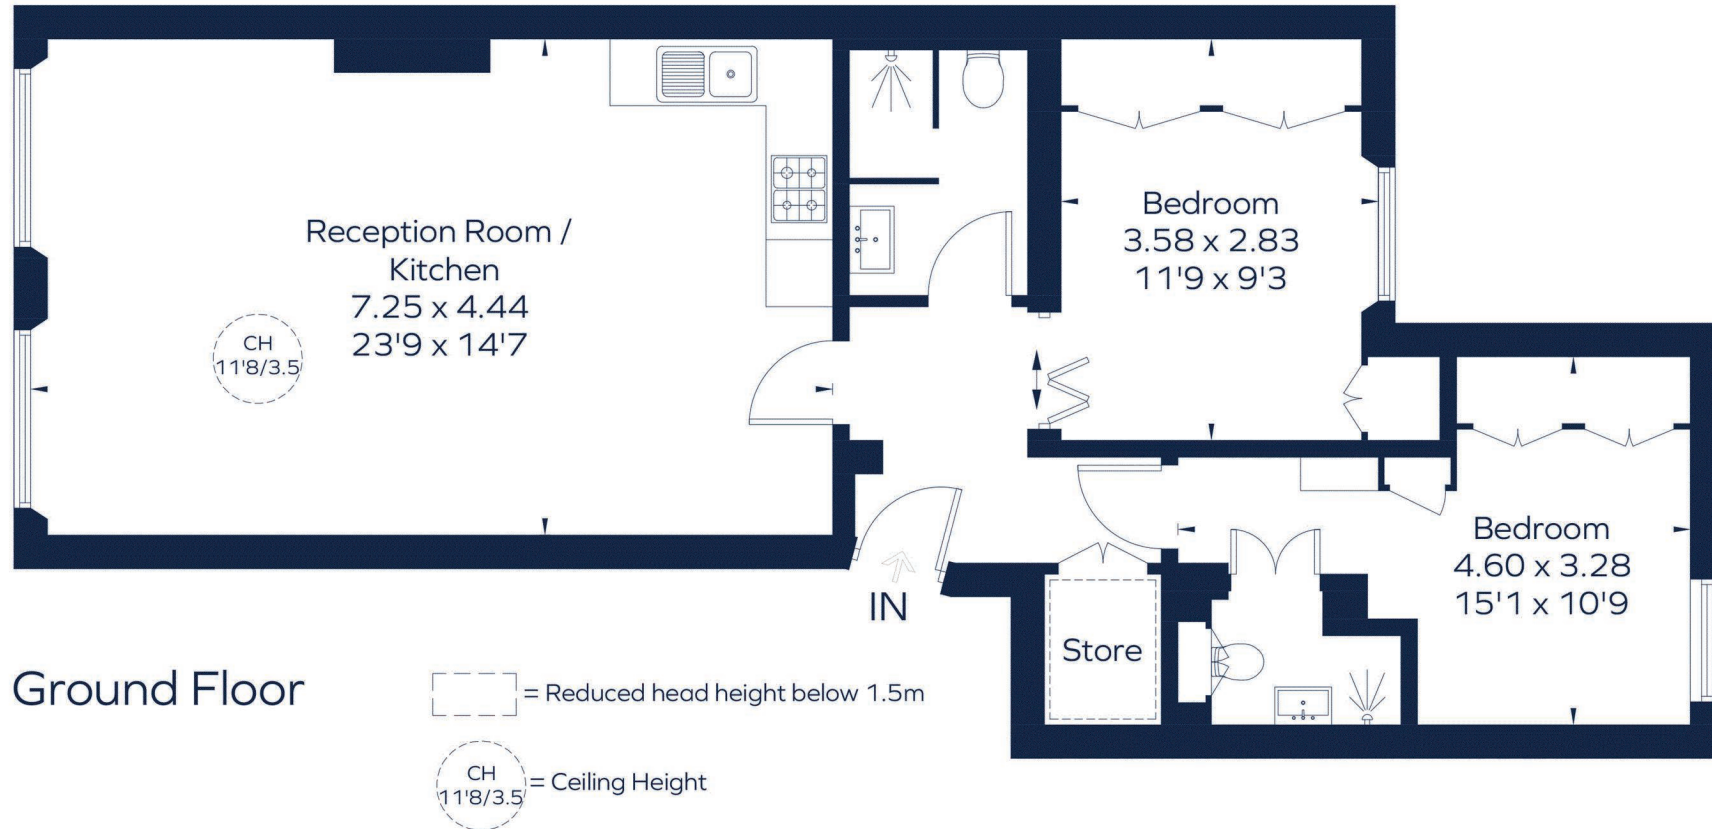 Reception Room /
Kitchen
7.25 x 4.44
23'9 x 14'7
CH
11'8/3.5
Bedroom
3.58 x 2.83
11'9 x 9'3
Bedroom
4.60 x 3.28
15'1 x 10'9
IN
Store
Ground Floor
= Reduced head height below 1.5m
CH
11'8/3.5
= Ceiling Height